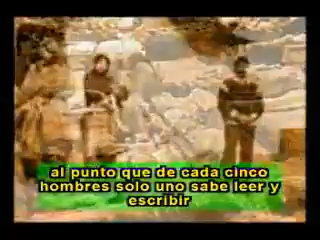 al punto que de cada cinco
hombres solo uno sabe leer y
escribir